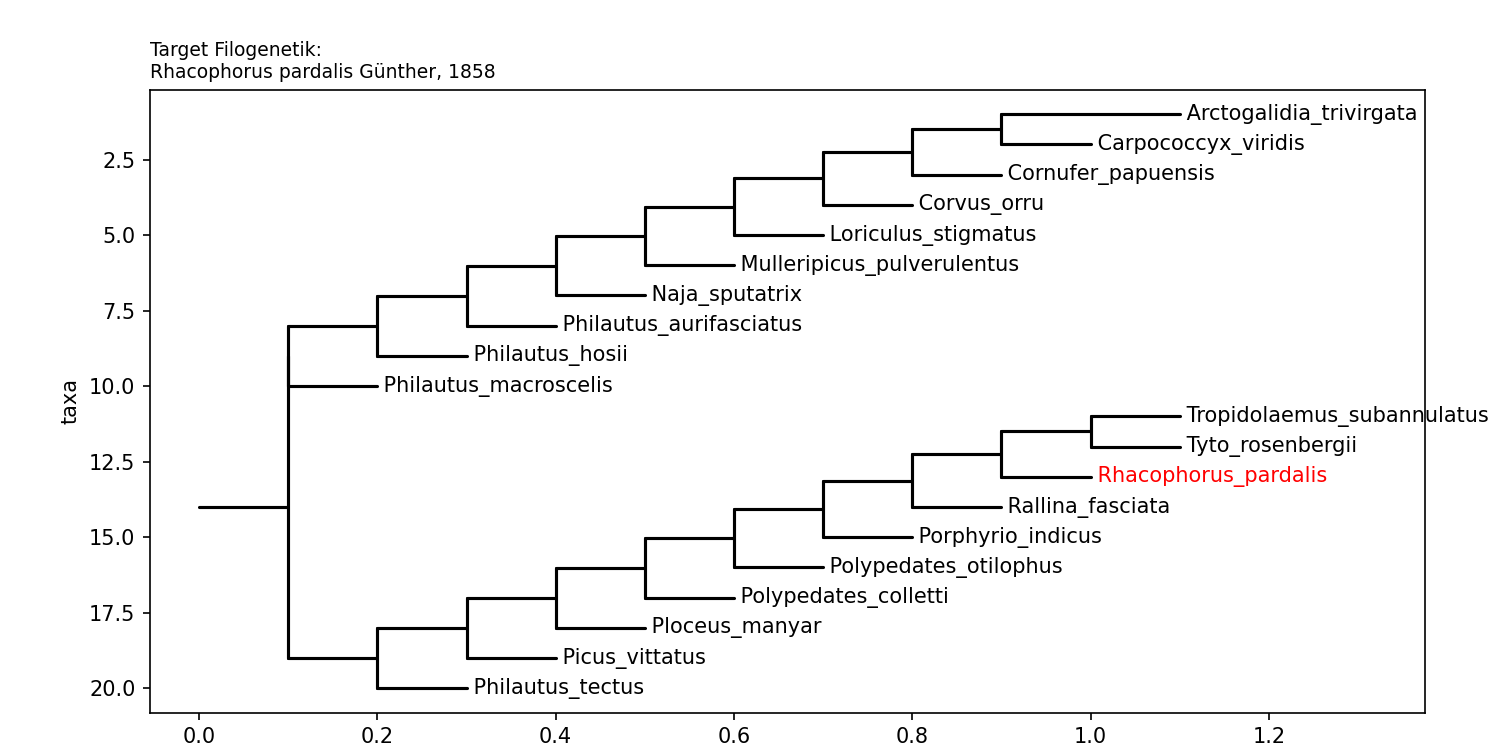 Target Filogenetik:
Rhacophorus pardalis Günther, 1858
Arctogalidia_trivirgata
Carpococcyx_viridis
2.5
Cornufer_papuensis
Corvus_orru
5.0
Loriculus_stigmatus
Mulleripicus_pulverulentus
Naja_sputatrix
7.5
Philautus_aurifasciatus
Philautus_hosii
10.0
Philautus_macroscelis
taxa
Tropidolaemus_subannulatus
Tyto_rosenbergii
12.5
Rhacophorus_pardalis
Rallina_fasciata
15.0
Porphyrio_indicus
Polypedates_otilophus
Polypedates_colletti
17.5
Ploceus_manyar
Picus_vittatus
20.0
Philautus_tectus
0.0 0.2 0.4 0.6 0.8 1.0 1.2